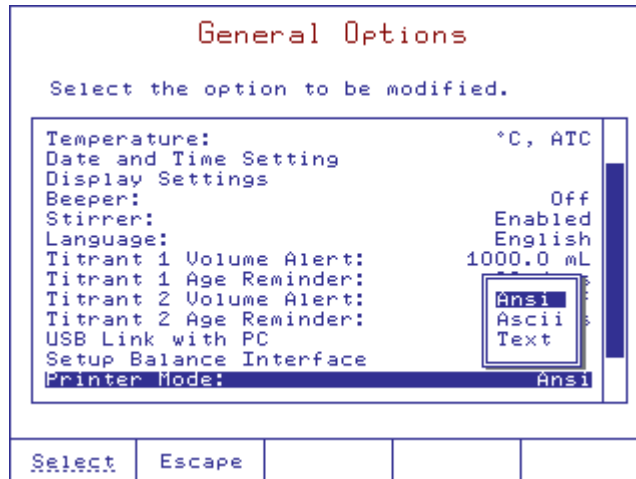 General Options
Select the option to be modified.
Temperature: °C, ATC
Date and Time Setting
Display Settings
Beeper: Off
Stirrer: Enabled
Language: English
Titrant 1 Volume Alert: 1000.0 mL
Titrant 1 Age Reminder:
Titrant 2 Volume Alert:
Titrant 2 Age Reminder:
Ansi
Ascii
Text
USB Link with PC
Setup Balance Interface
Printer Mode: Ansi
Select Escape